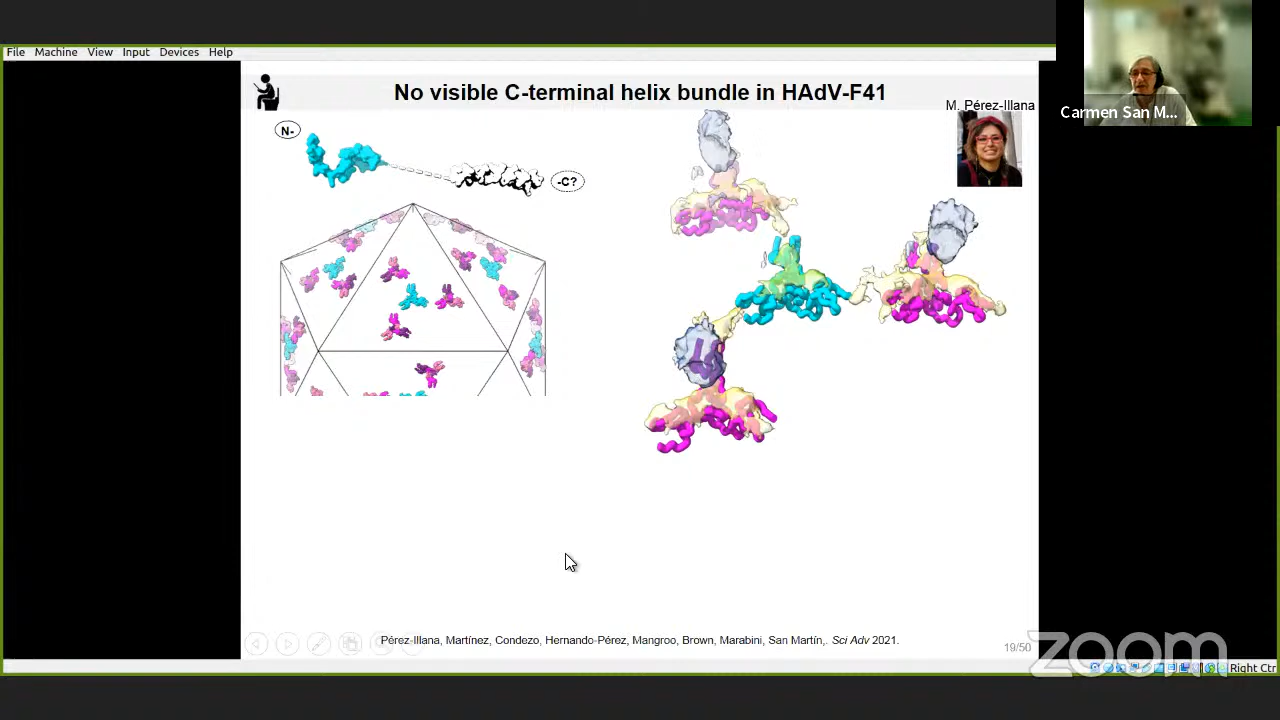 File Machine View Input Devices Help
No visible C-terminal helix bundle in HAdV-F41
M. Pérez-Illana
Carmen San M...
N-
-C?
Pérez-Illana, Martínez, Condezo, Hernando-Pérez, Mangroo, Brown, Marabini, San Martín,. Sci Adv 2021.
19/50
zoom
Right Ctr